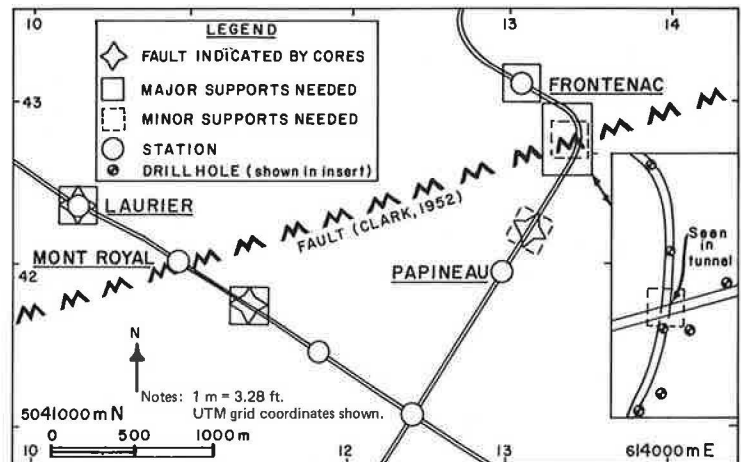 10
13
14
LEGEND
FAULT INDICATED BY CORES
MAJOR SUPPORTS NEEDED
MINOR SUPPORTS NEEDED
STATION
DRILL HOLE (shown in insert)
43
FRONTENAC
LAURIER
FAULT (CLARK, 1952)
MONT ROYAL
42
PAPINEAU
Seen
in
tunnel
N
Notes: 1 m = 3.28 ft.
UTM grid coordinates shown.
5041000 m N
10
12
13
614000 m E
0 500 1000 m